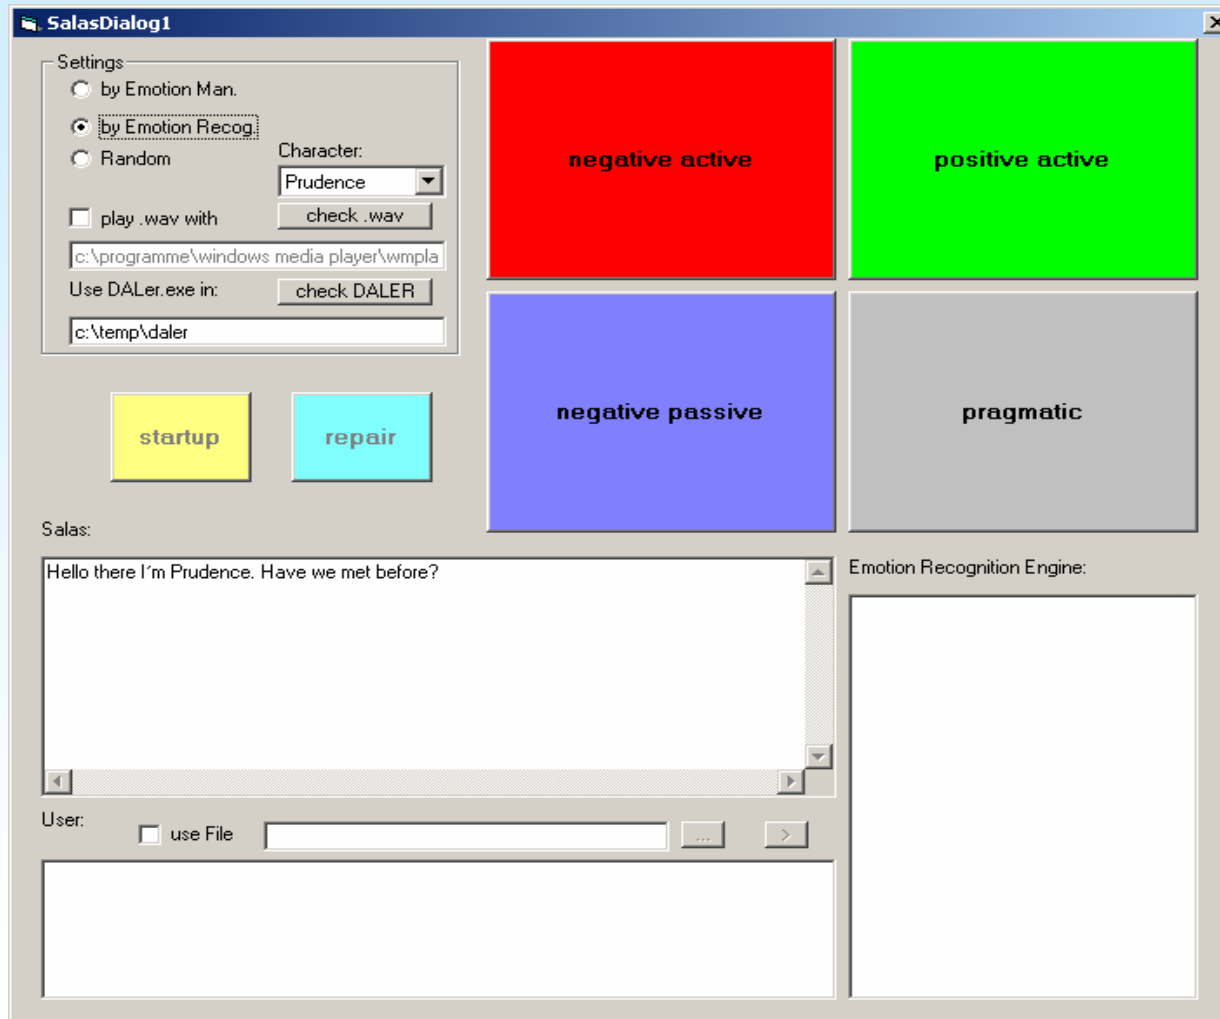 SalasDialog1
Settings
by Emotion Man.
by Emotion Recog.
Random
Character:
Prudence
play .wav with
check .wav
c:\programme\windows media player\wmpla
Use DALer.exe in:
check DALER
c:\temp\daler
negative active
positive active
startup
repair
negative passive
pragmatic
Salas:
Hello there I´m Prudence. Have we met before?
Emotion Recognition Engine:
User:
use File
...
>